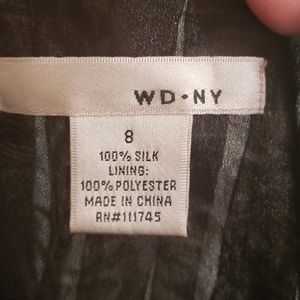 WD•NY
8
100% SILK
LINING:
100% POLYESTER
MADE IN CHINA
RN#111745